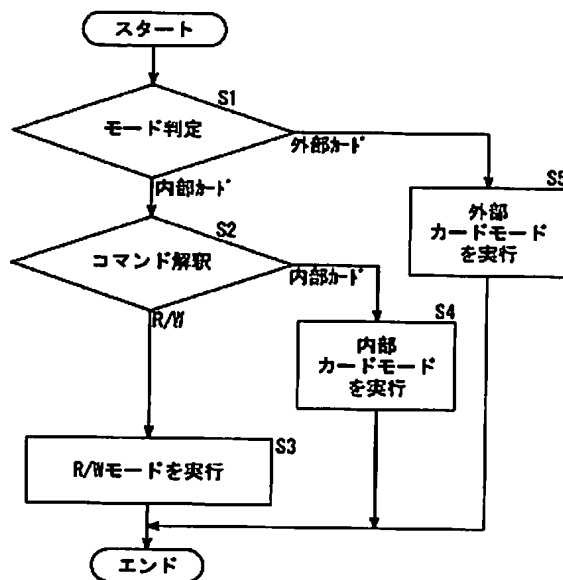 スタート
S1
モード判定
外部カード
内部カード
S5
外部
カードモード
を実行
S2
コマンド解釈
内部カード
R/W
S4
内部
カードモード
を実行
S3
R/Wモードを実行
エンド